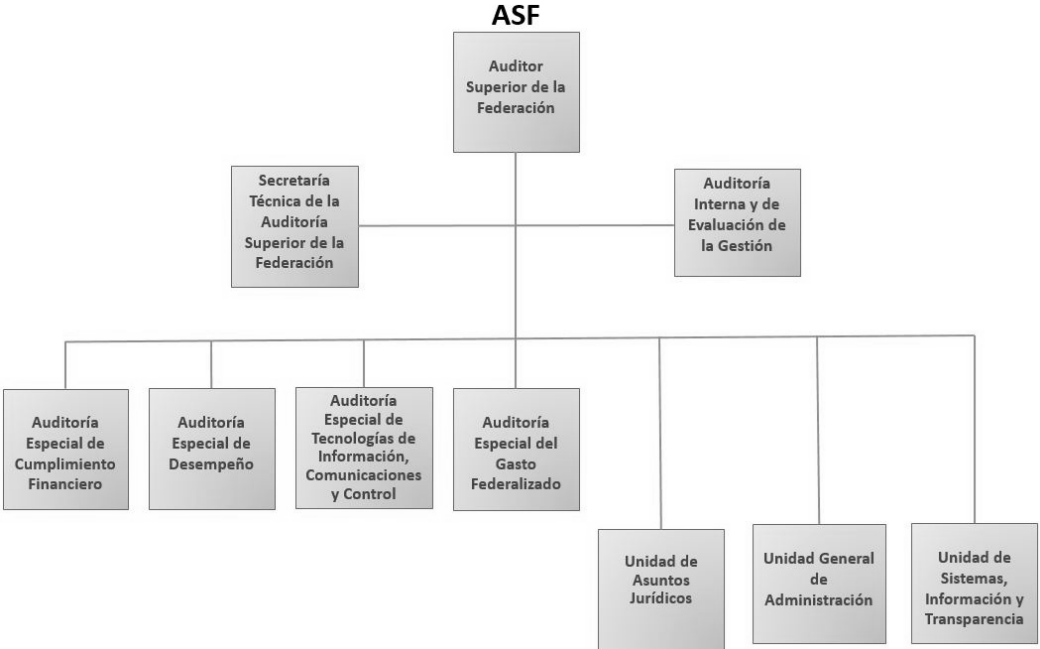 ASF
Auditor
Superior de la
Federación
Secretaría
Técnica de la
Auditoría
Superior de la
Federación
Auditoría
Interna y de
Evaluación de
la Gestión
Auditoría
Especial de
Cumplimiento
Financiero
Auditoría
Especial de
Desempeño
Auditoría
Especial de
Tecnologías de
Información,
Comunicaciones
y Control
Auditoría
Especial del
Gasto
Federalizado
Unidad de
Asuntos
Jurídicos
Unidad General
de
Administración
Unidad de
Sistemas,
Información y
Transparencia